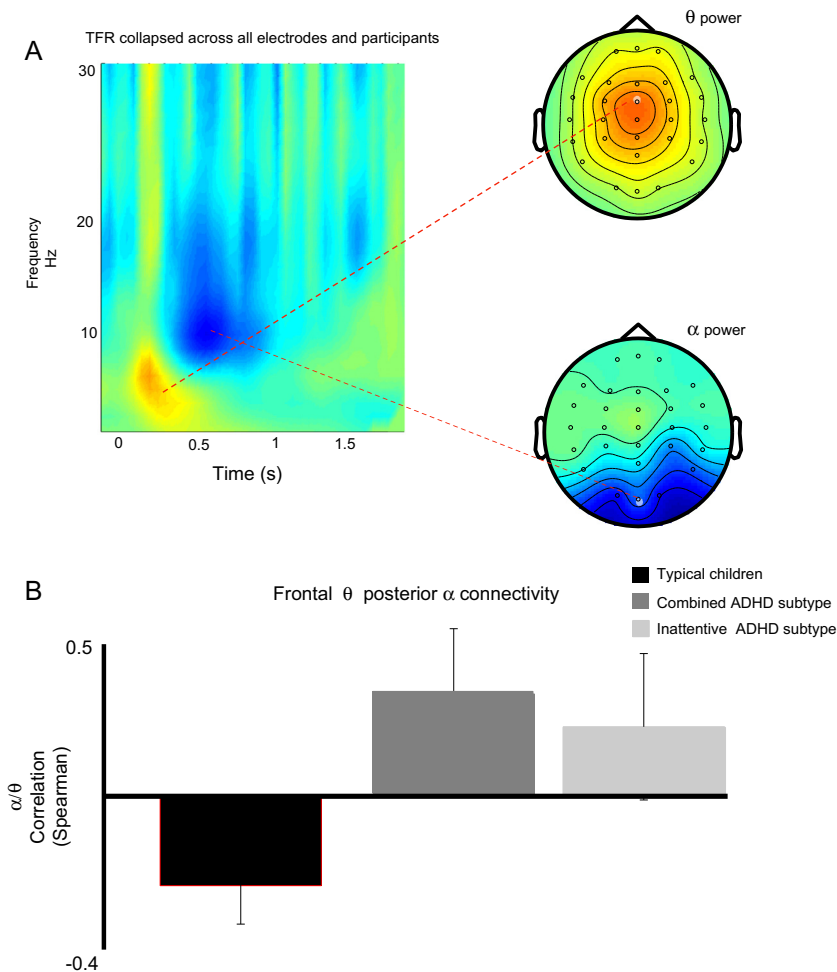 A
TFR collapsed across all electrodes and participants
θ power
30
20
10
Frequency
Hz
0
0.5
1
1.5
Time (s)
α power
B
Frontal θ posterior α connectivity
Typical children
Combined ADHD subtype
Inattentive ADHD subtype
0.5
α/θ
Correlation
(Spearman)
-0.4